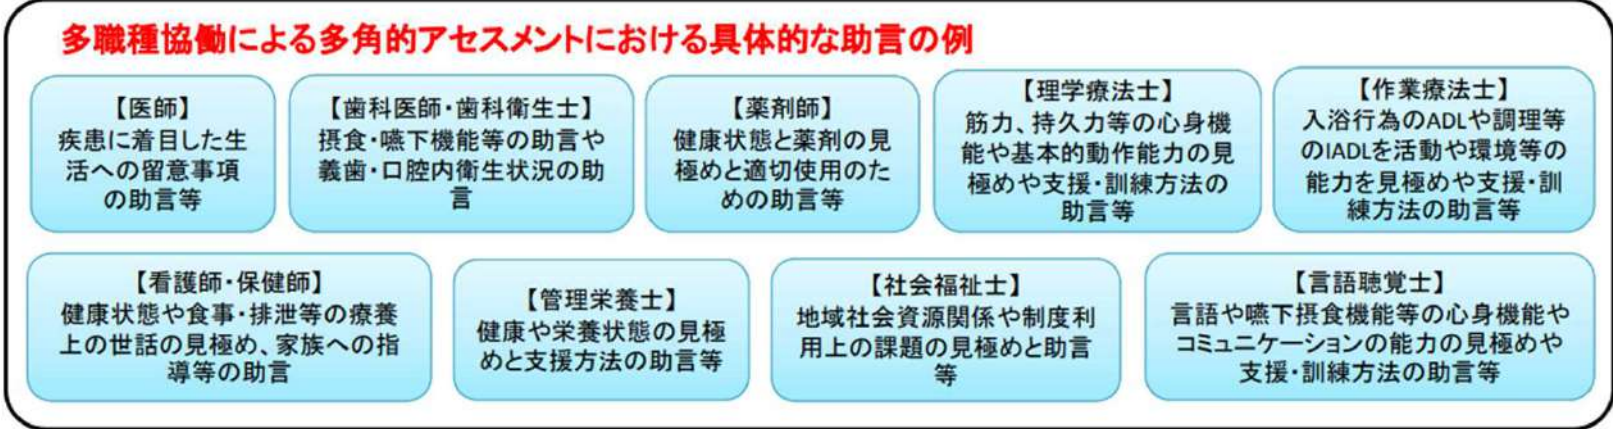 多職種協働による多角的アセスメントにおける具体的な助言の例
【医師】
疾患に着目した生
活への留意事項
の助言等
【歯科医師・歯科衛生士】
摂食・嚥下機能等の助言や
義歯・口腔内衛生状況の助
言
【薬剤師】
健康状態と薬剤の見
極めと適切使用のた
めの助言等
【理学療法士】
筋力、持久力等の心身機
能や基本的動作能力の見
極めや支援・訓練方法の
助言等
【作業療法士】
入浴行為のADLや調理等
のIADLを活動や環境等の
能力を見極めや支援・訓
練方法の助言等
【看護師・保健師】
健康状態や食事・排泄等の療養
上の世話の見極め、家族への指
導等の助言
【管理栄養士】
健康や栄養状態の見極
めと支援方法の助言等
【社会福祉士】
地域社会資源関係や制度利
用上の課題の見極めと助言
等
【言語聴覚士】
言語や嚥下摂食機能等の心身機能や
コミュニケーションの能力の見極めや
支援・訓練方法の助言等